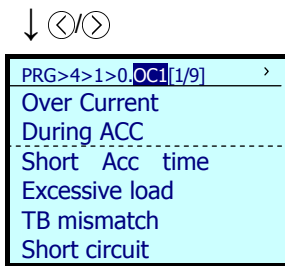 ↓ 〈/〉
PRG>4>1>0.OC1[1/9] ›
Over Current
During ACC
Short Acc time
Excessive load
TB mismatch
Short circuit